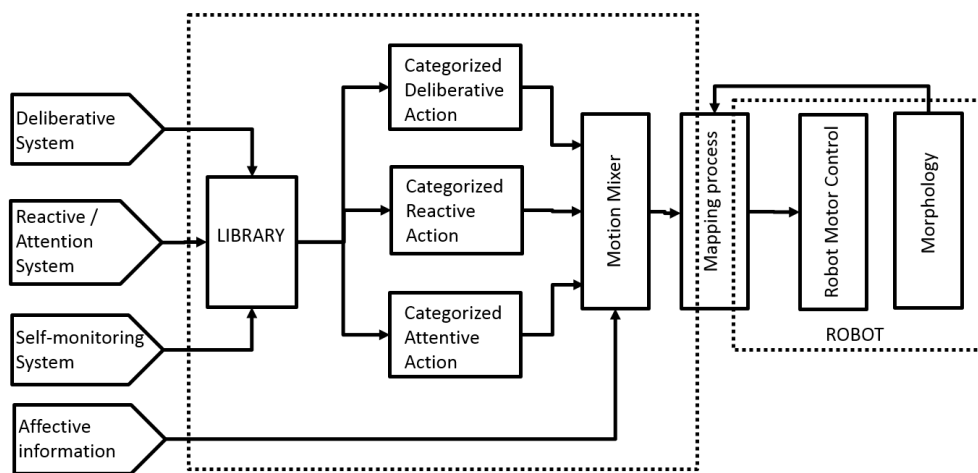 Deliberative
System
Reactive /
Attention
System
Self-monitoring
System
Affective
information
LIBRARY
Categorized
Deliberative
Action
Categorized
Reactive
Action
Categorized
Attentive
Action
Motion Mixer
Mapping process
Robot Motor Control
Morphology
ROBOT